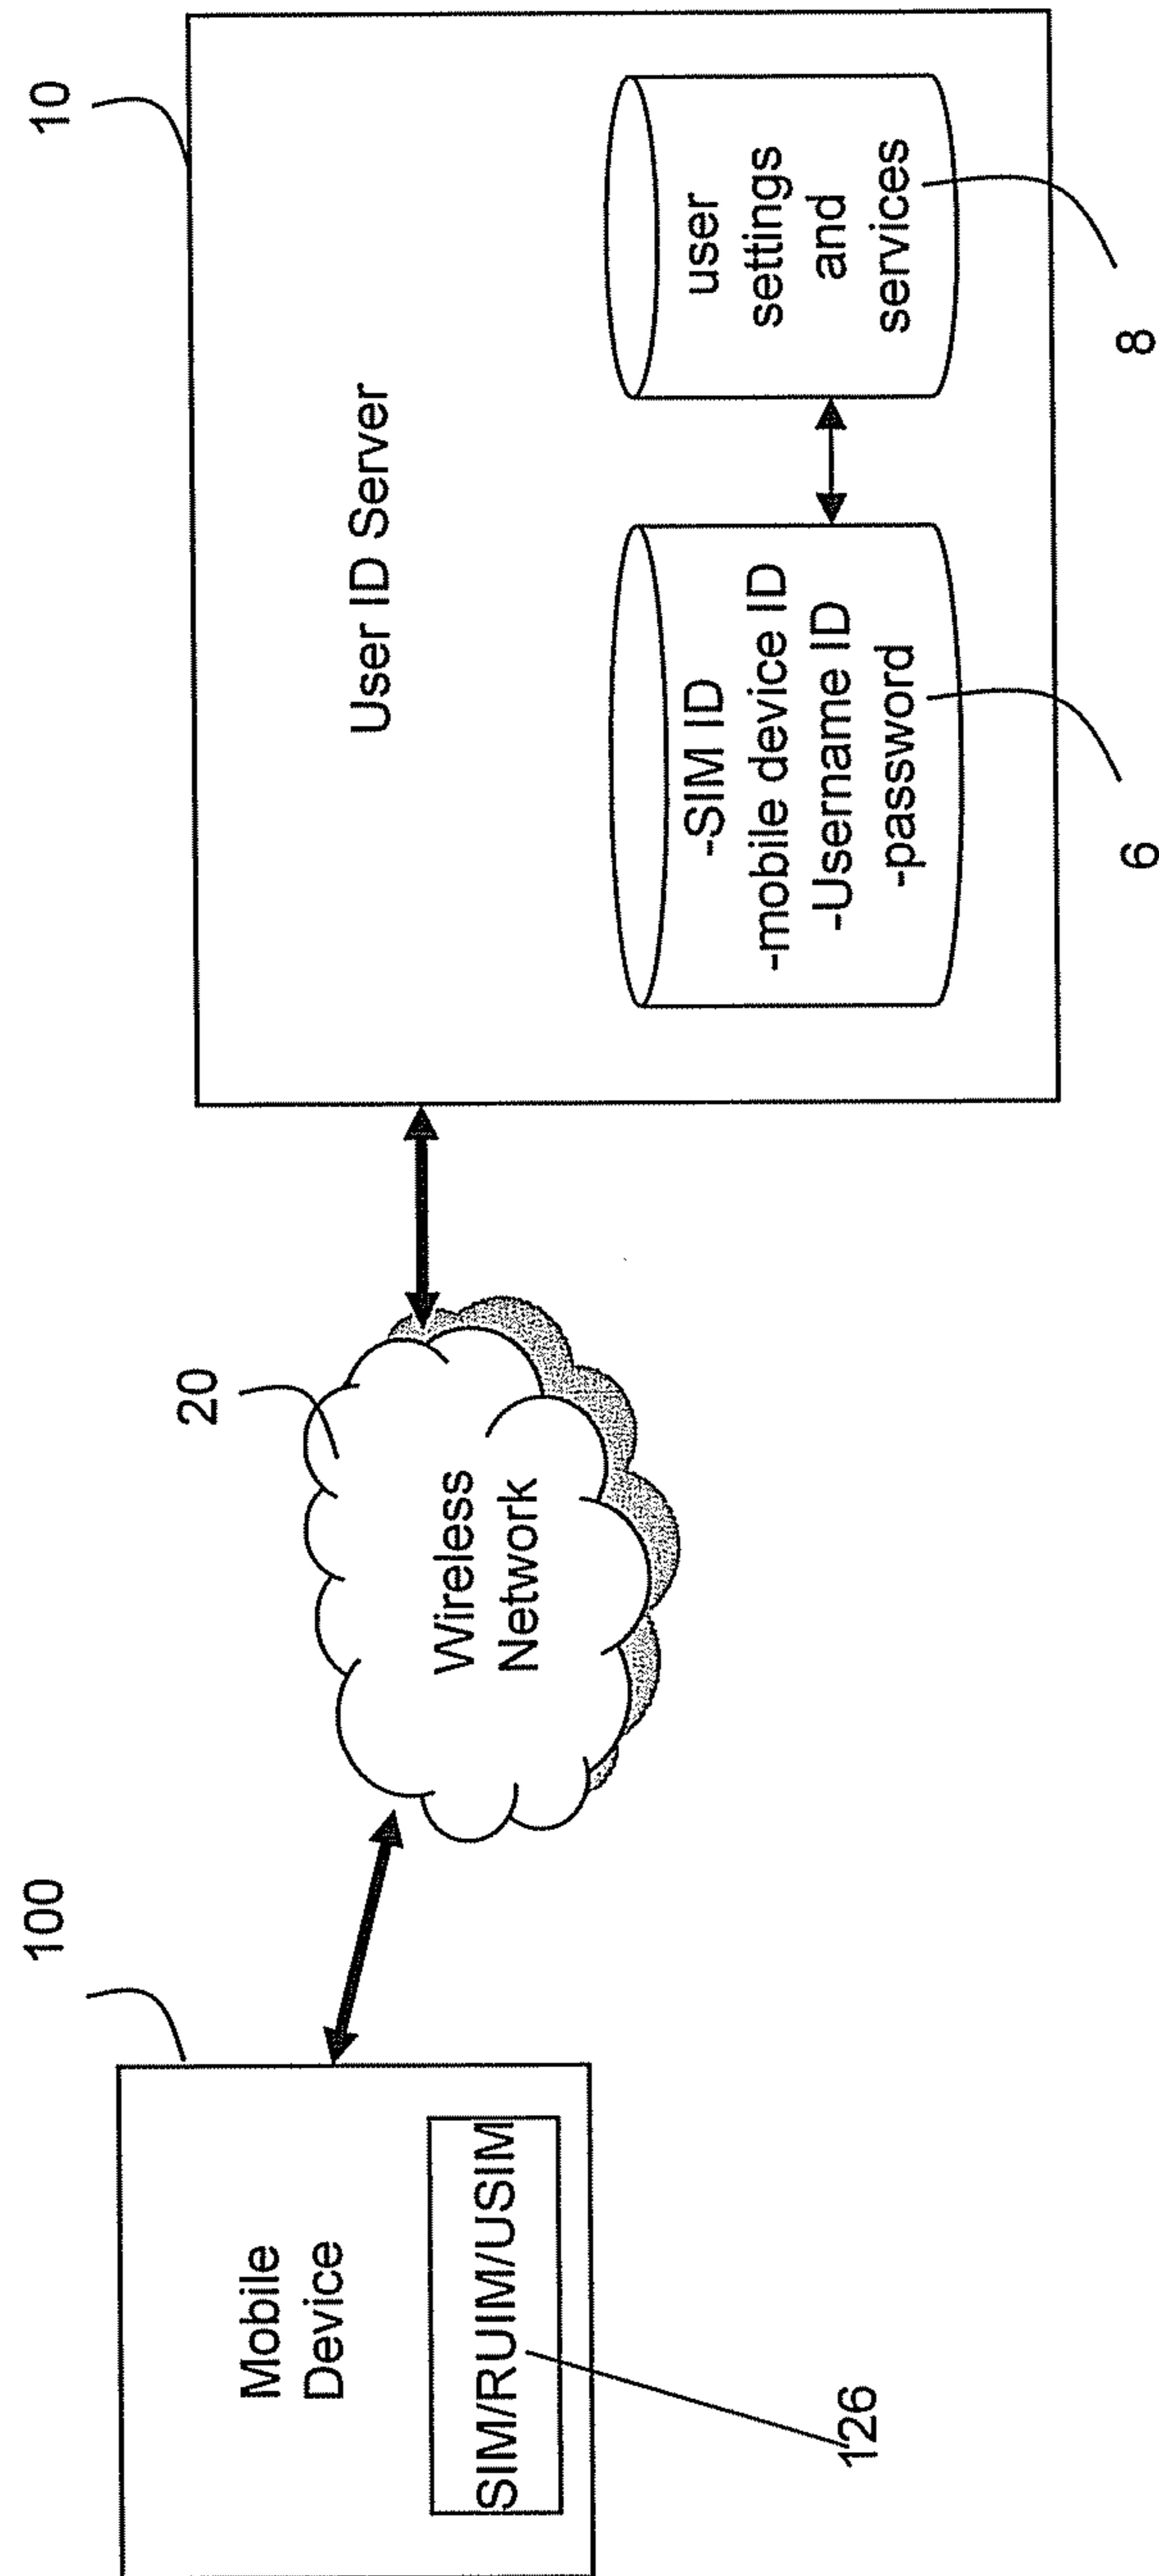 100
Mobile
Device
SIM/RUIM/USIM
126
20
Wireless
Network
10
User ID Server
-SIM ID
-mobile device ID
-Username ID
-password
6
user
settings
and
services
8